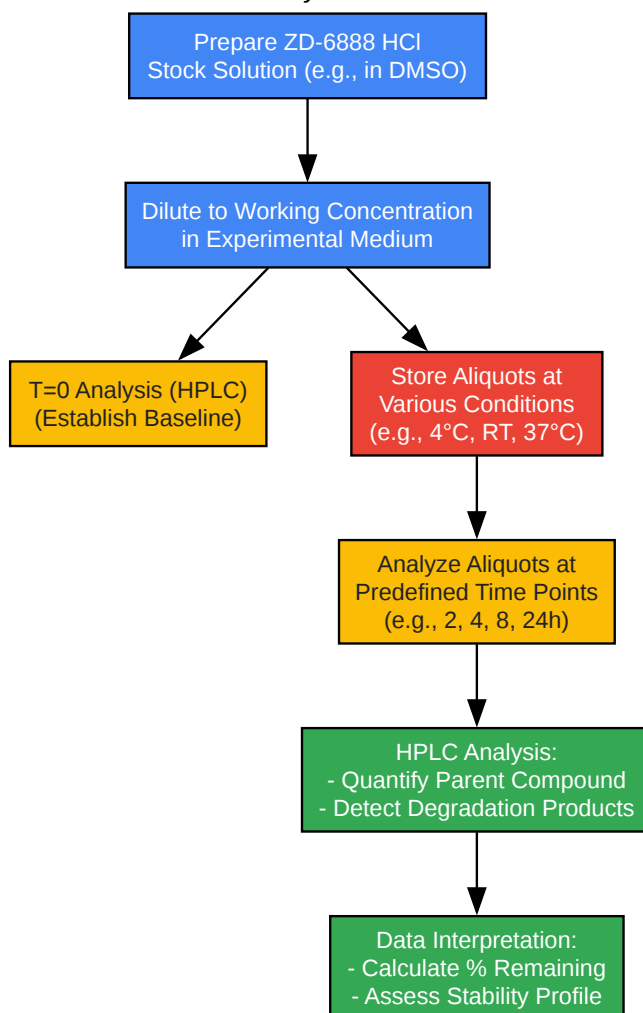 Prepare ZD-6888 HCl
Stock Solution (e.g., in DMSO)
Dilute to Working Concentration
in Experimental Medium
T=0 Analysis (HPLC)
(Establish Baseline)
Store Aliquots at
Various Conditions
(e.g., 4°C, RT, 37°C)
Analyze Aliquots at
Predefined Time Points
(e.g., 2, 4, 8, 24h)
HPLC Analysis:
- Quantify Parent Compound
- Detect Degradation Products
Data Interpretation:
- Calculate % Remaining
- Assess Stability Profile